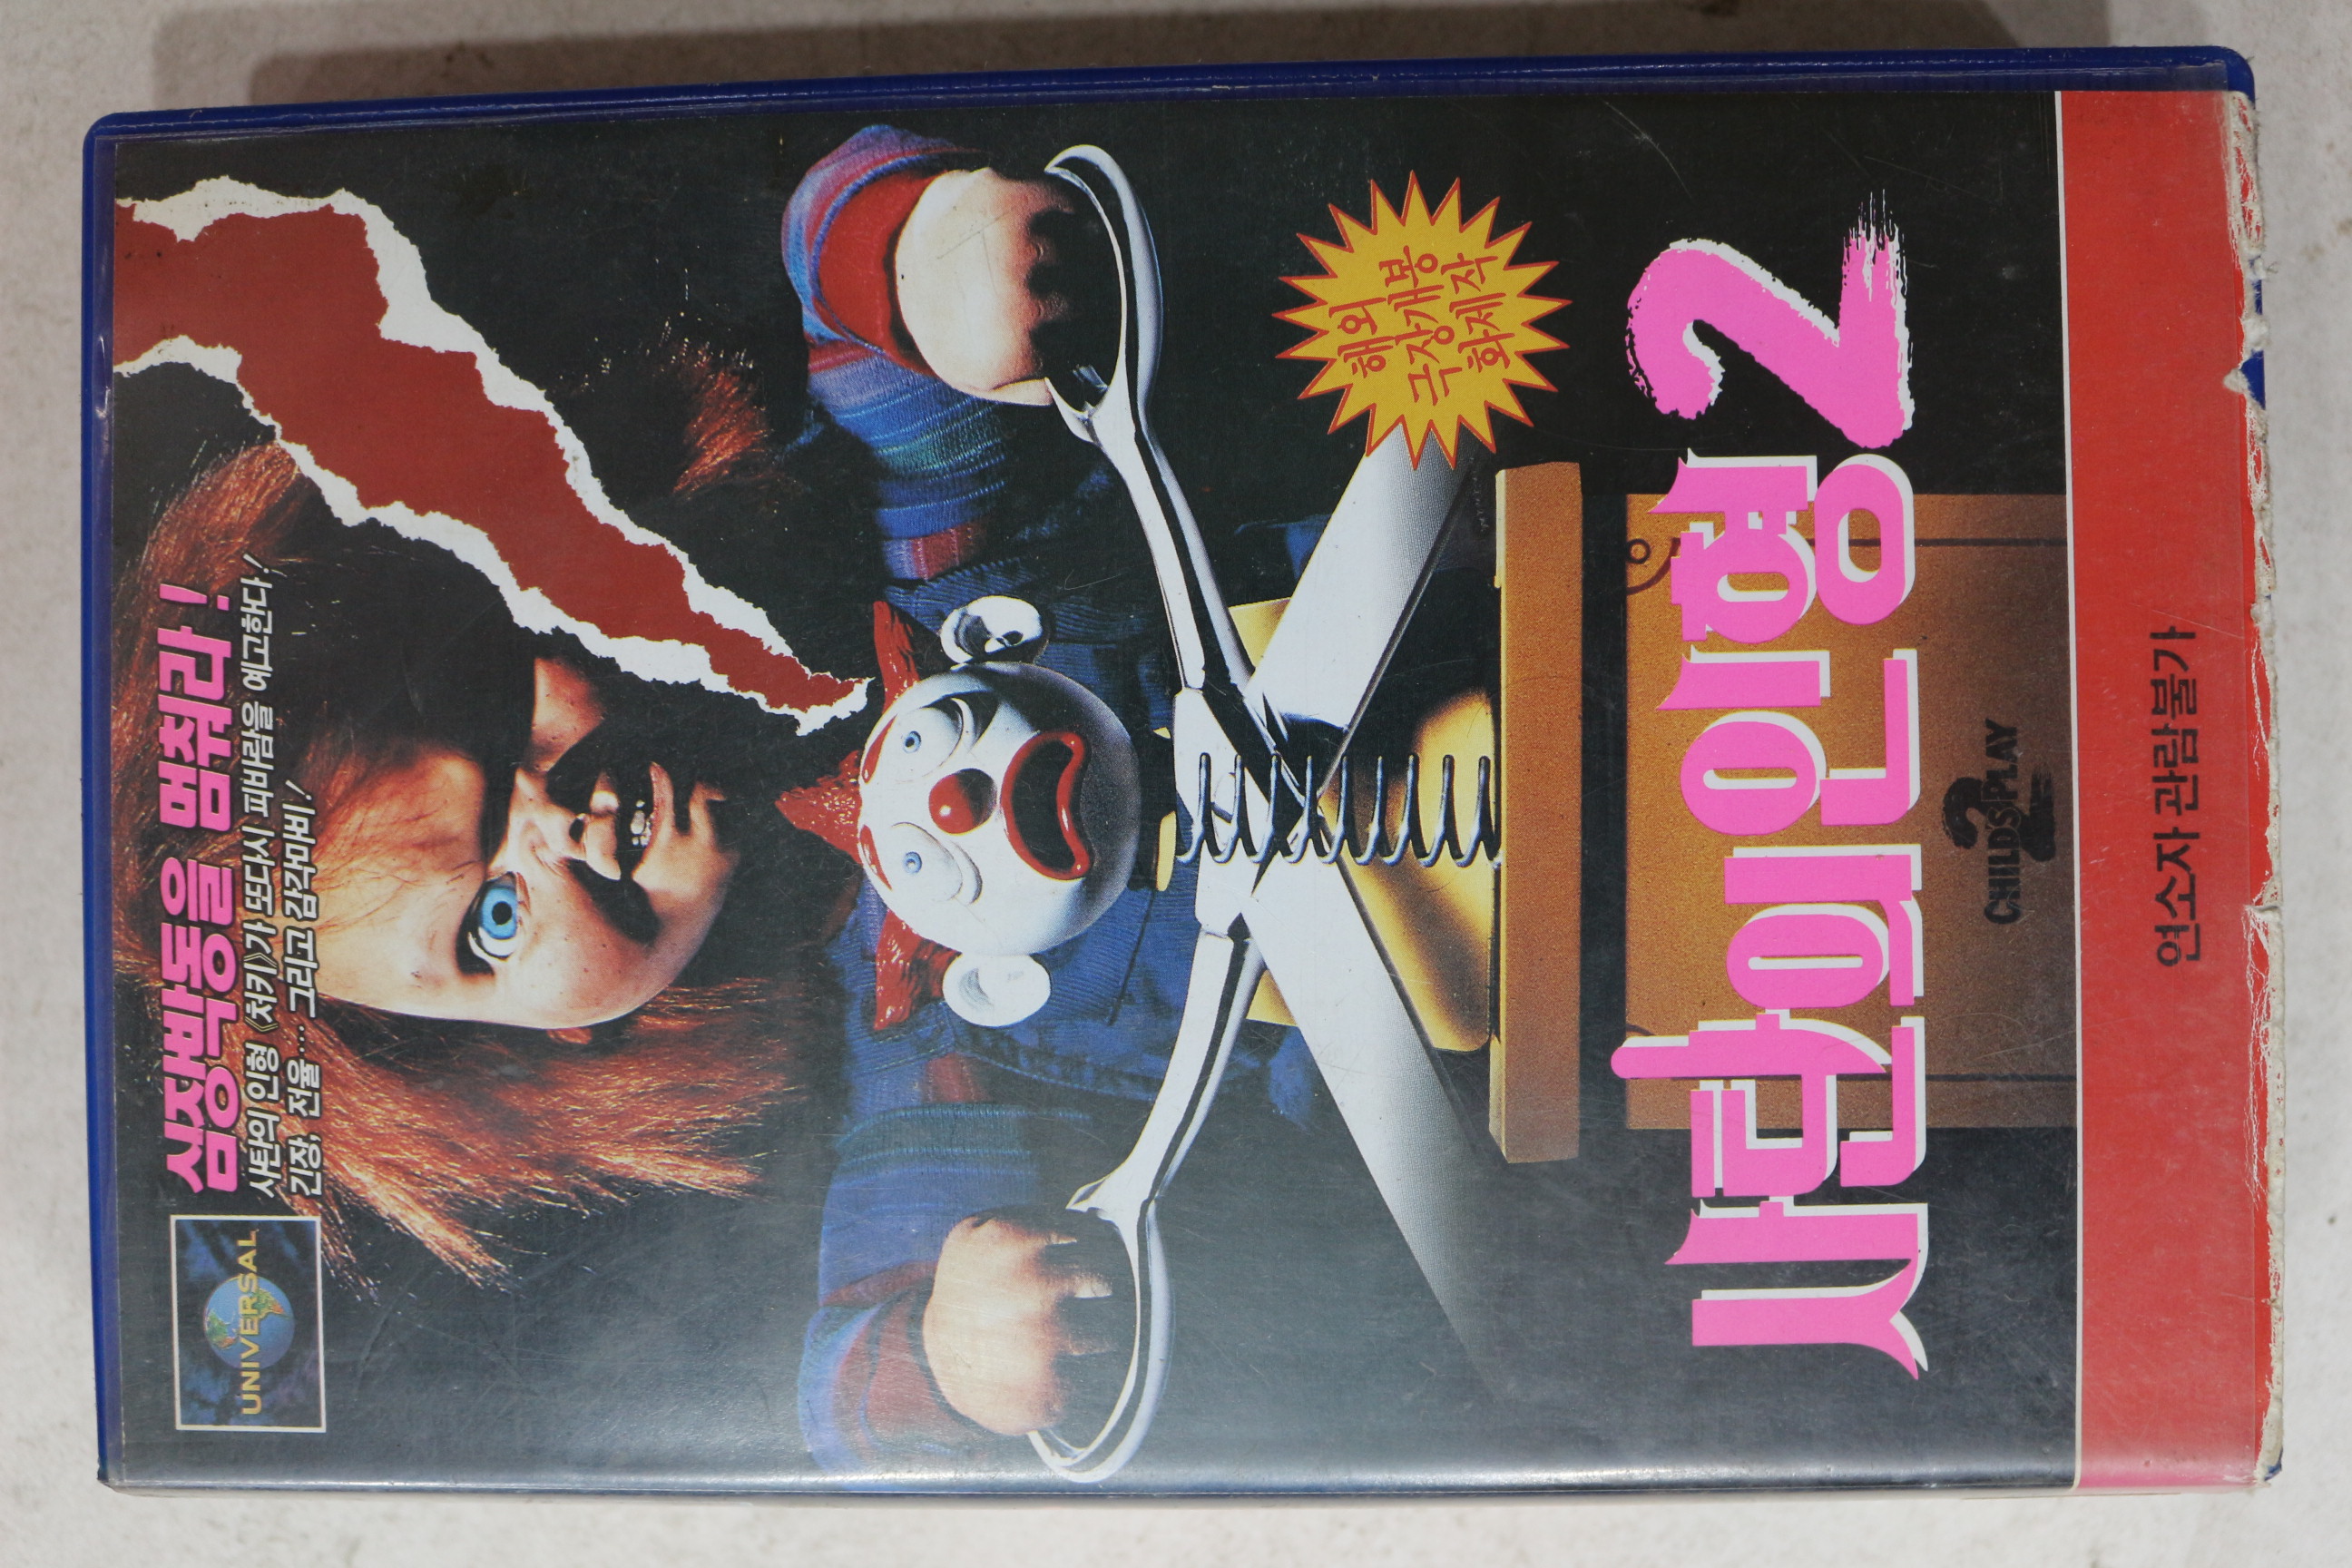 UNIVERSAL
심장박동을 멈춰라!
사탄의 인형《처키》가 또다시 피바람을 예고한다!
긴장, 전율…. 그리고 감각마비!
해외
극장개봉
화제작
사탄의 인형2
CHILD'S PLAY
2
연소자 관람불가